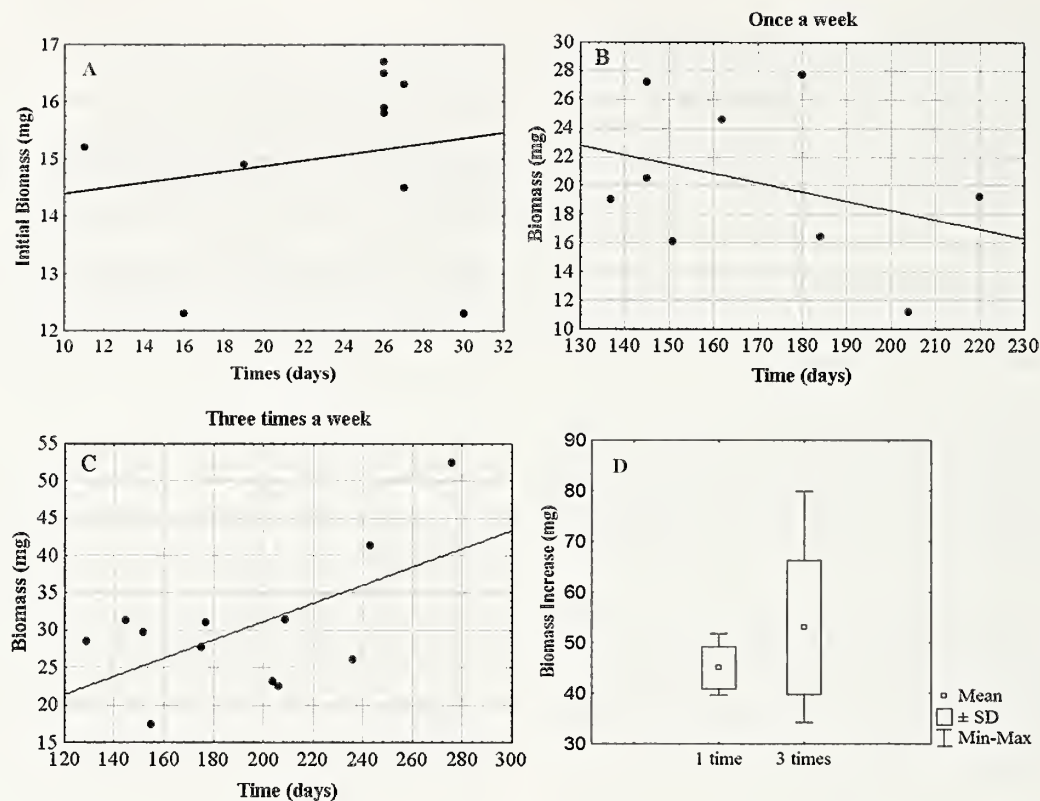 A
Initial Biomass (mg)
17
16
15
14
13
12
10 12 14 16 18 20 22 24 26 28 30 32
Times (days)
Once a week
B
Biomass (mg)
30
28
26
24
22
20
18
16
14
12
10
130 140 150 160 170 180 190 200 210 220 230
Time (days)
Three times a week
C
Biomass (mg)
55
50
45
40
35
30
25
20
15
120 140 160 180 200 220 240 260 280 300
Time (days)
D
Biomass Increase (mg)
90
80
70
60
50
40
30
1 time 3 times
Mean
± SD
Min-Max